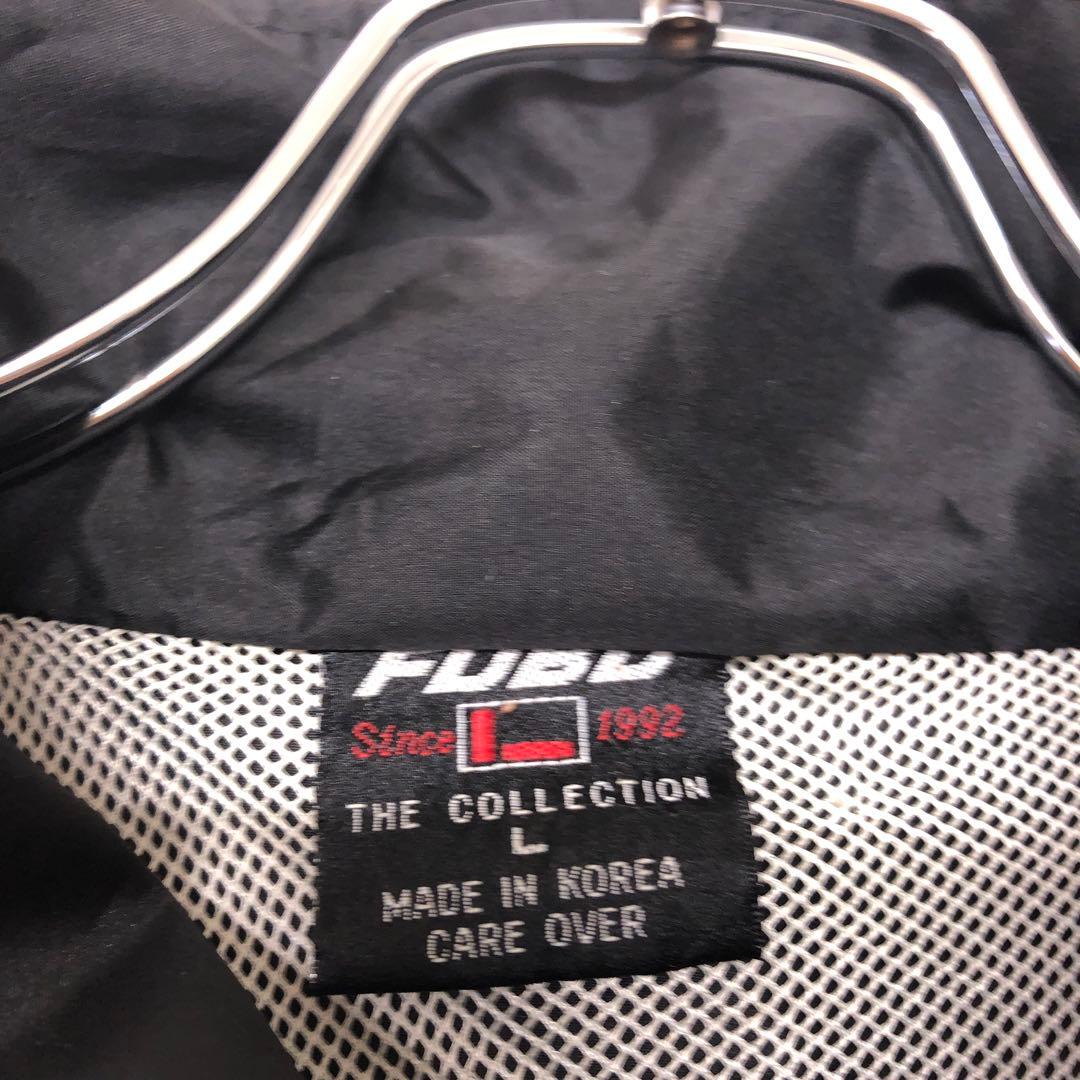 FUBU
Since 1992
THE COLLECTION
L
MADE IN KOREA
CARE OVER